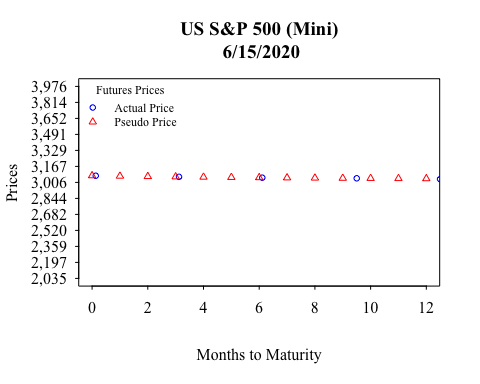 US S&P 500 (Mini)
6/15/2020
Futures Prices
Actual Price
Pseudo Price
3,976
3,814
3,652
3,491
3,329
3,167
3,006
2,844
2,682
2,520
2,359
2,197
2,035
Prices
0 2 4 6 8 10 12
Months to Maturity